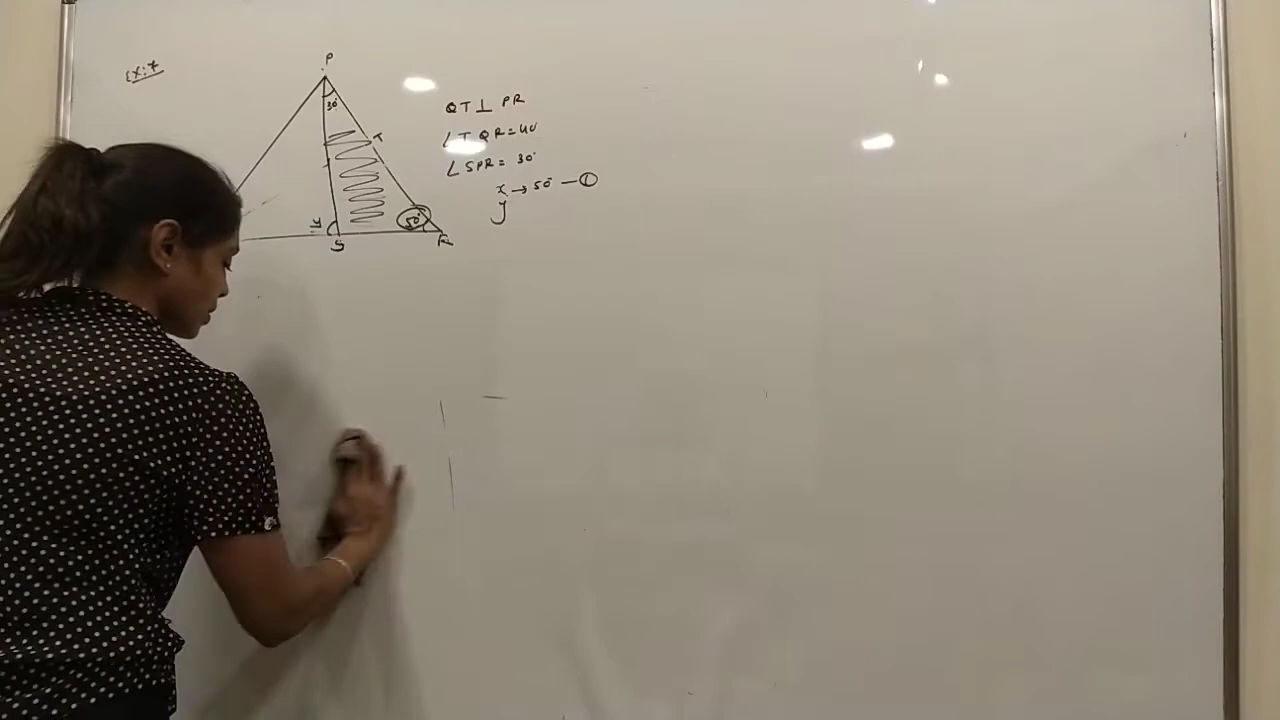 Ex:7
P
30°
T
y
50°
S
R
QT ⊥ PR
∠TQR = 40°
∠SPR = 30°
x → 50° — ①
y